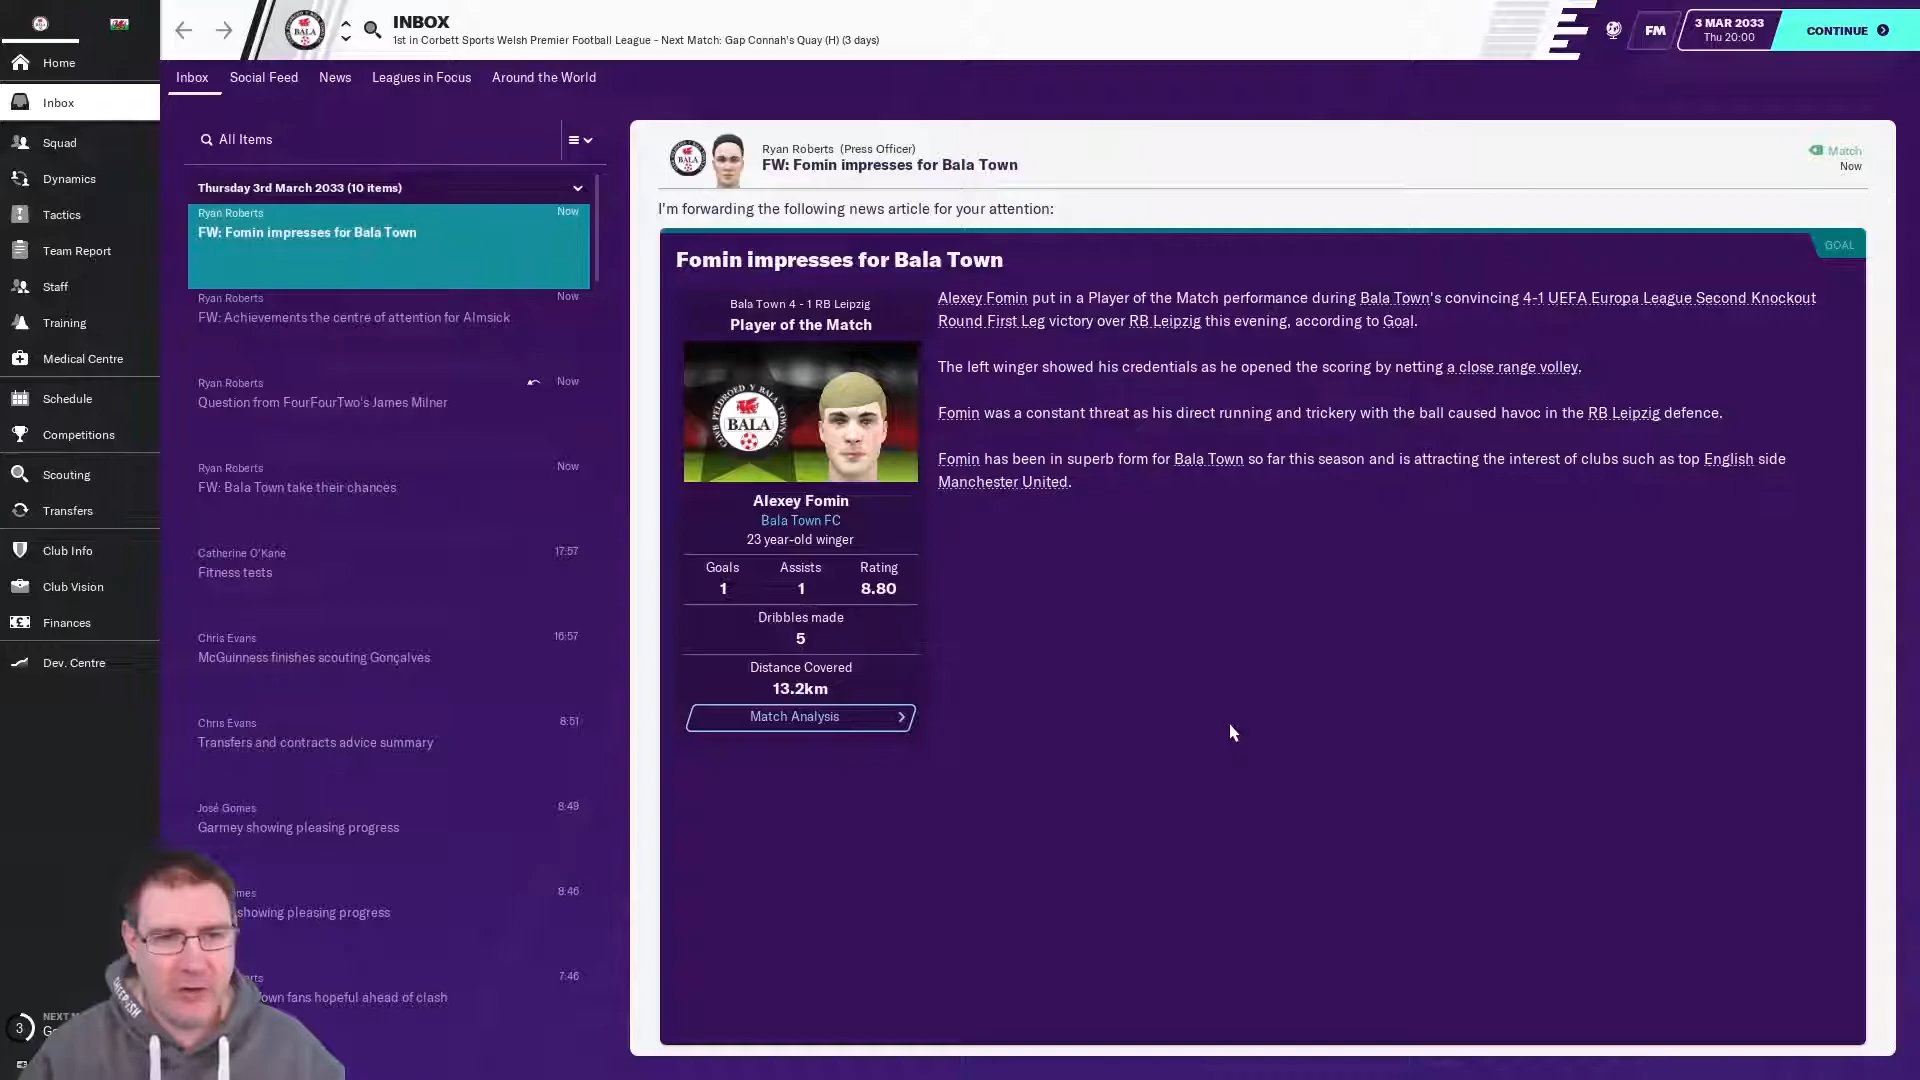 INBOX
1st in Corbett Sports Welsh Premier Football League - Next Match: Gap Connah's Quay (H) (3 days)
FM
3 MAR 2033
Thu 20:00
CONTINUE
Home
Inbox
Squad
Dynamics
Tactics
Team Report
Staff
Training
Medical Centre
Schedule
Competitions
Scouting
Transfers
Club Info
Club Vision
Finances
Dev. Centre
3
Inbox
Social Feed
News
Leagues in Focus
Around the World
All Items
Thursday 3rd March 2033 (10 items)
Ryan Roberts
Now
FW: Fomin impresses for Bala Town
Ryan Roberts
Now
FW: Achievements the centre of attention for Almsick
Ryan Roberts
Now
Question from FourFourTwo's James Milner
Ryan Roberts
Now
FW: Bala Town take their chances
Catherine O'Kane
17:57
Fitness tests
Chris Evans
16:57
McGuinness finishes scouting Gonçalves
Chris Evans
8:51
Transfers and contracts advice summary
José Gomes
8:49
Garmey showing pleasing progress
8:46
showing pleasing progress
7:46
fans hopeful ahead of clash
Ryan Roberts (Press Officer)
FW: Fomin impresses for Bala Town
Match
Now
I'm forwarding the following news article for your attention:
GOAL
Fomin impresses for Bala Town
Bala Town 4 - 1 RB Leipzig
Player of the Match
BALA
Alexey Fomin
Bala Town FC
23 year-old winger
Goals Assists Rating
1 1 8.80
Dribbles made
5
Distance Covered
13.2km
Match Analysis
Alexey Fomin put in a Player of the Match performance during Bala Town's convincing 4-1 UEFA Europa League Second Knockout
Round First Leg victory over RB Leipzig this evening, according to Goal.
The left winger showed his credentials as he opened the scoring by netting a close range volley.
Fomin was a constant threat as his direct running and trickery with the ball caused havoc in the RB Leipzig defence.
Fomin has been in superb form for Bala Town so far this season and is attracting the interest of clubs such as top English side
Manchester United.